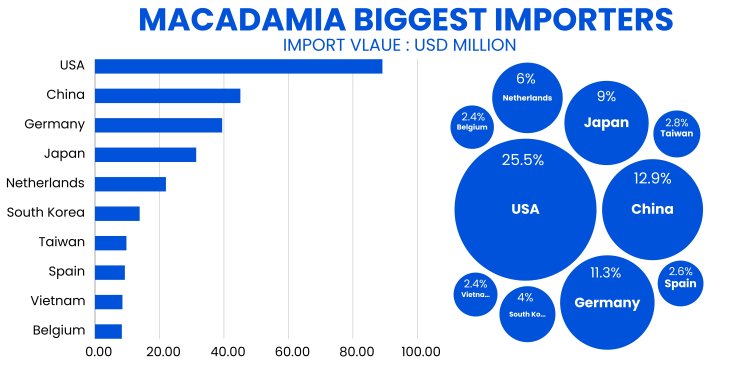 MACADAMIA BIGGEST IMPORTERS
IMPORT VLAUE : USD MILLION
USA
China
Germany
Japan
Netherlands
South Korea
Taiwan
Spain
Vietnam
Belgium
0.00 20.00 40.00 60.00 80.00 100.00
6%
Netherlands
9%
Japan
2.4%
Belgium
2.8%
Taiwan
25.5%
USA
12.9%
China
2.4%
Vietna...
4%
South Ko...
11.3%
Germany
2.6%
Spain